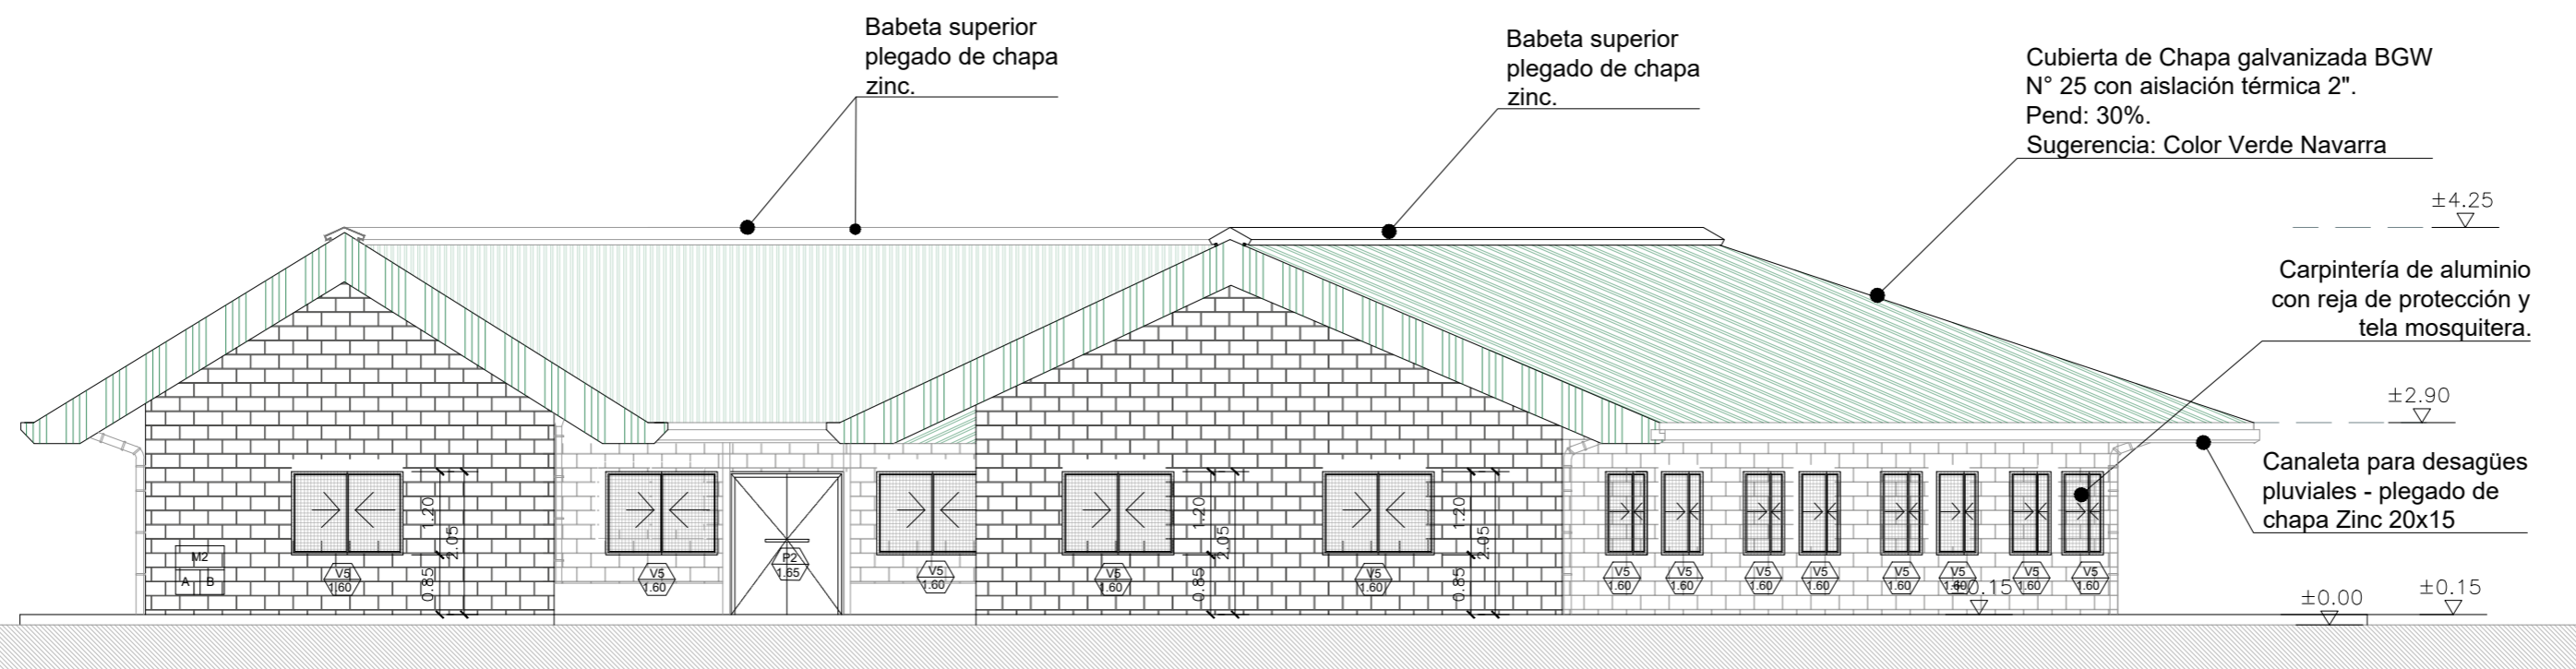 Babeta superior
plegado de chapa
zinc.
Babeta superior
plegado de chapa
zinc.
Cubierta de Chapa galvanizada BGW
N° 25 con aislación térmica 2".
Pend: 30%.
Sugerencia: Color Verde Navarra
±4.25
Carpintería de aluminio
con reja de protección y
tela mosquitera.
±2.90
Canaleta para desagües
pluviales - plegado de
chapa Zinc 20x15
M2
A B
V5
1.60
1.20
2.05
0.85
V5
1.60
P2
1.65
V5
1.60
V5
1.60
1.20
2.05
0.85
V5
1.60
1.20
2.05
0.85
V5
1.60
V5
1.60
V5
1.60
V5
1.60
V5
1.60
V5
1.60
V5
1.60
V5
1.60
±0.15
±0.00
±0.15